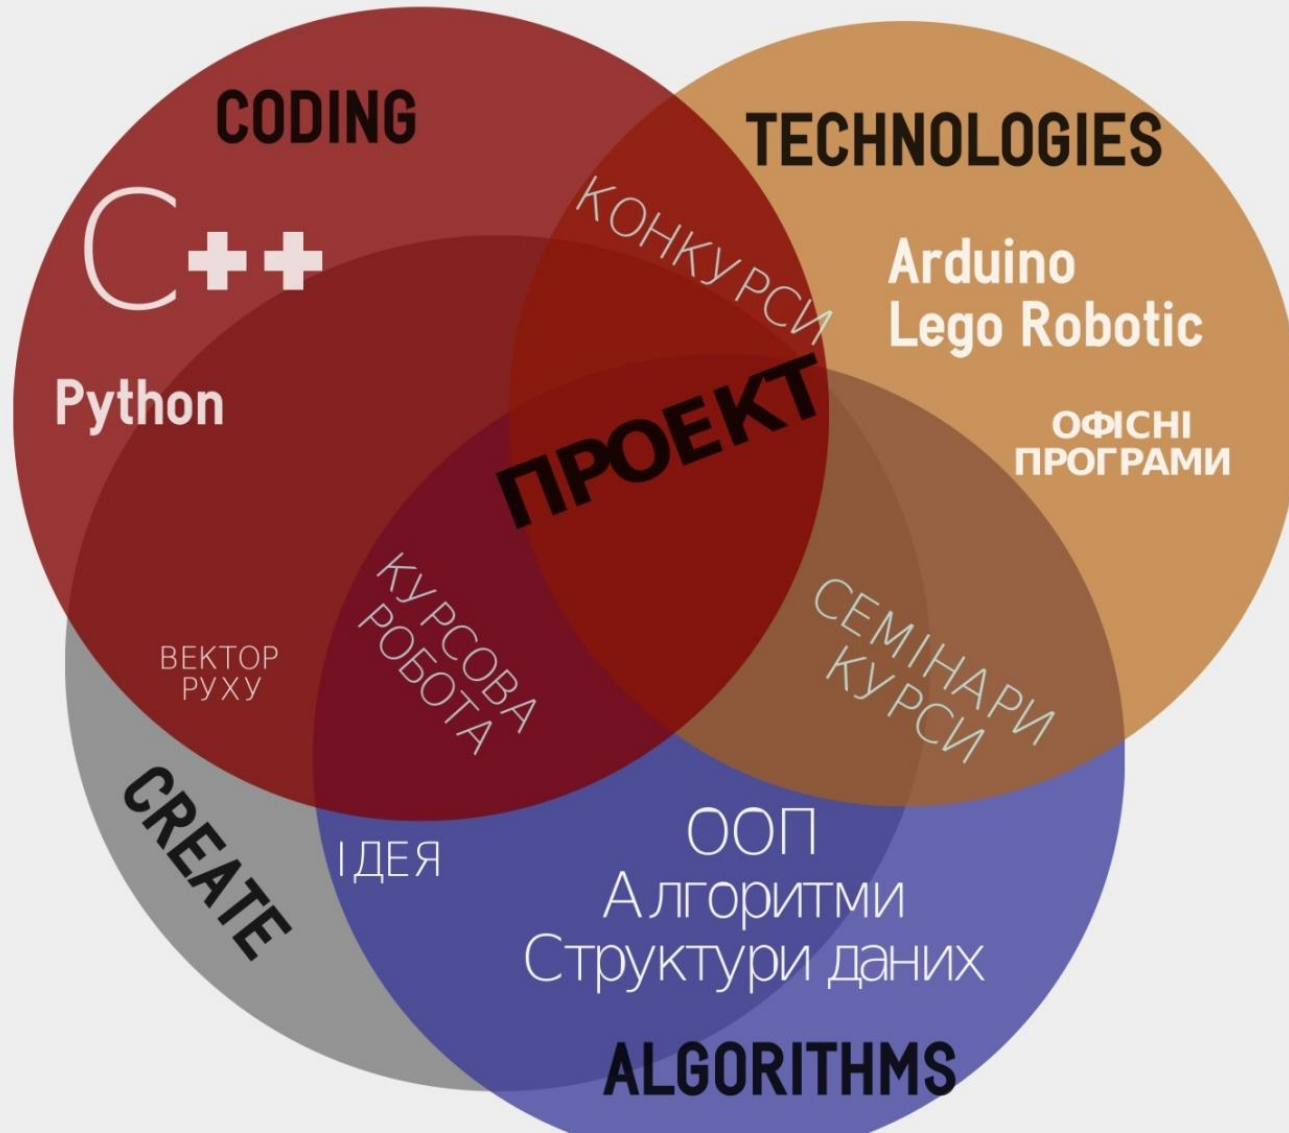 CODING
TECHNOLOGIES
C++
КОНКУРСИ
Arduino
Lego Robotic
Python
ОФІСНІ
ПРОГРАМИ
ПРОЕКТ
КУРСОВА
РОБОТА
СЕМІНАРИ
КУРСИ
ВЕКТОР
РУХУ
CREATE
ІДЕЯ
ООП
Алгоритми
Структури даних
ALGORITHMS